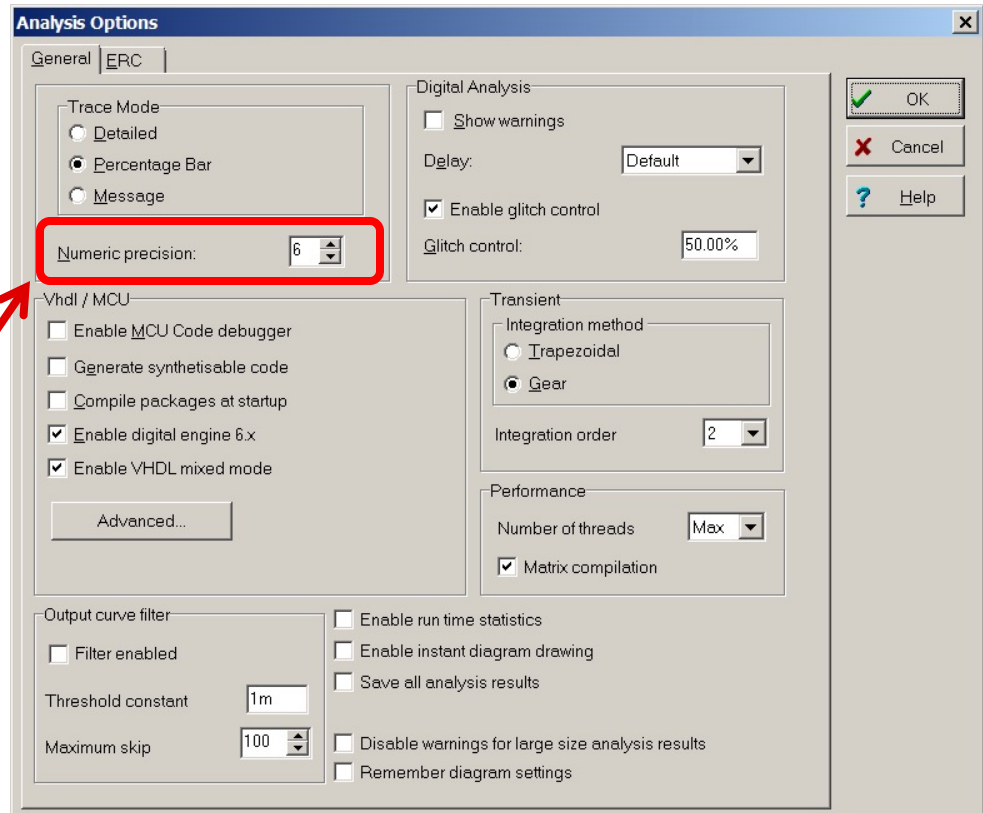 Analysis Options
General
ERC
Trace Mode
Detailed
Percentage Bar
Message
Numeric precision:
6
Digital Analysis
Show warnings
Delay:
Default
Enable glitch control
Glitch control:
50.00%
OK
Cancel
? Help
Vhdl / MCU
Enable MCU Code debugger
Generate synthetisable code
Compile packages at startup
Enable digital engine 6.x
Enable VHDL mixed mode
Advanced...
Transient
Integration method
Trapezoidal
Gear
Integration order
2
Performance
Number of threads
Max
Matrix compilation
Output curve filter
Filter enabled
Threshold constant
1m
Maximum skip
100
Enable run time statistics
Enable instant diagram drawing
Save all analysis results
Disable warnings for large size analysis results
Remember diagram settings